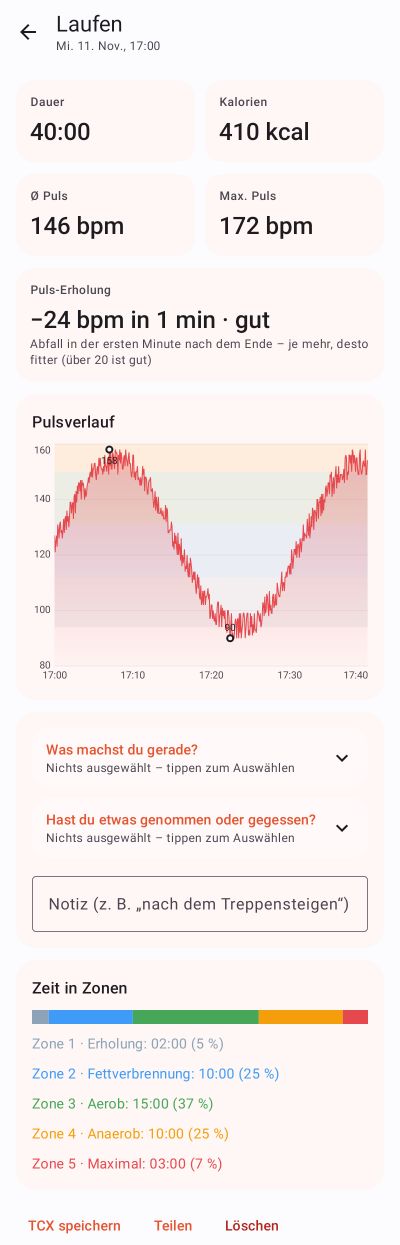 Laufen
Mi. 11. Nov., 17:00
Dauer
40:00
Kalorien
410 kcal
Ø Puls
146 bpm
Max. Puls
172 bpm
Puls-Erholung
−24 bpm in 1 min · gut
Abfall in der ersten Minute nach dem Ende – je mehr, desto
fitter (über 20 ist gut)
Pulsverlauf
160
158
140
120
100
90
80
17:00
17:10
17:20
17:30
17:40
Was machst du gerade?
Nichts ausgewählt – tippen zum Auswählen
Hast du etwas genommen oder gegessen?
Nichts ausgewählt – tippen zum Auswählen
Notiz (z. B. „nach dem Treppensteigen“)
Zeit in Zonen
Zone 1 · Erholung: 02:00 (5 %)
Zone 2 · Fettverbrennung: 10:00 (25 %)
Zone 3 · Aerob: 15:00 (37 %)
Zone 4 · Anaerob: 10:00 (25 %)
Zone 5 · Maximal: 03:00 (7 %)
TCX speichern
Teilen
Löschen